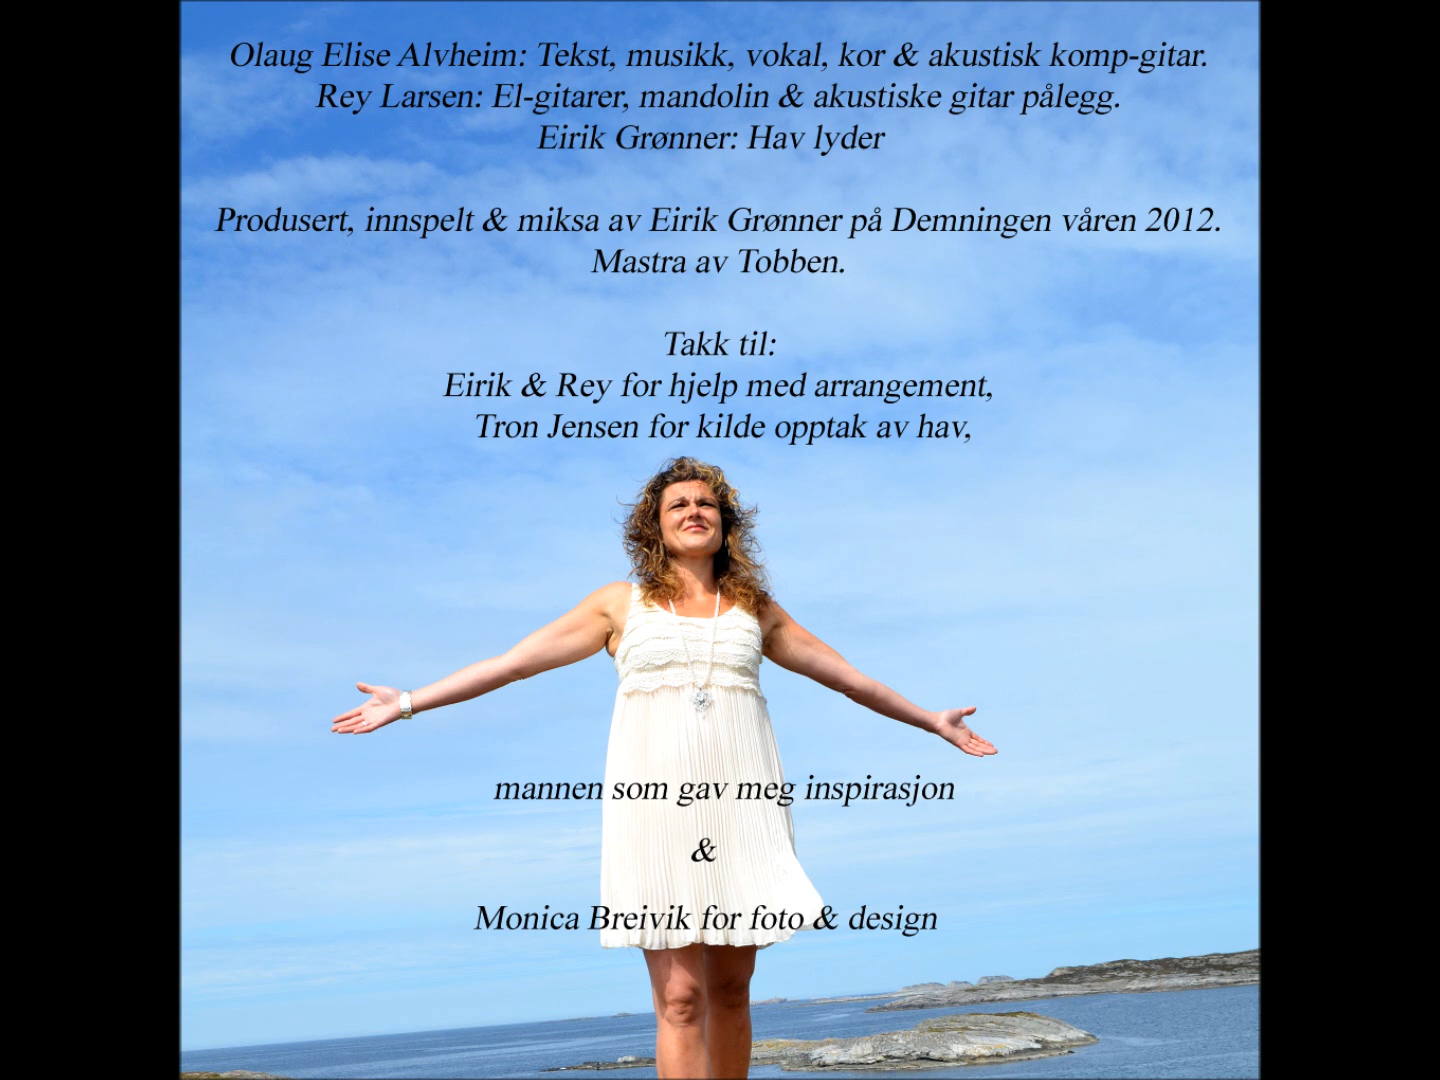 Olaug Elise Alvheim: Tekst, musikk, vokal, kor & akustisk komp-gitar.
Rey Larsen: El-gitarer, mandolin & akustiske gitar pålegg.
Eirik Grønner: Hav lyder
Produsert, innspelt & miksa av Eirik Grønner på Demningen våren 2012.
Mastra av Tobben.
Takk til:
Eirik & Rey for hjelp med arrangement,
Tron Jensen for kilde opptak av hav,
mannen som gav meg inspirasjon
&
Monica Breivik for foto & design